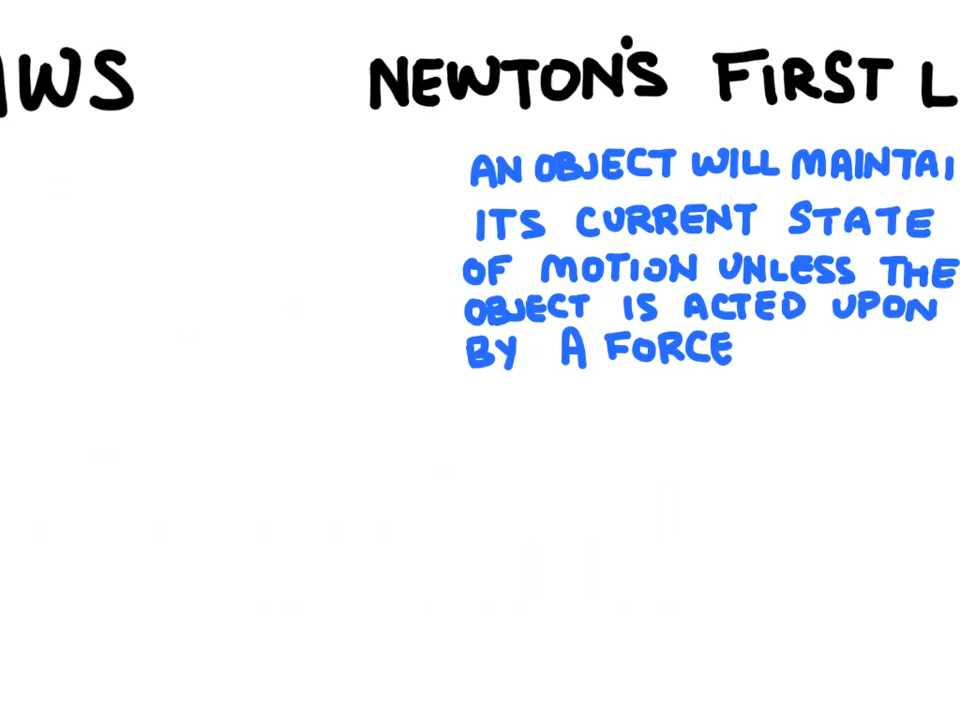 AWS NEWTON'S FIRST L
AN OBJECT WILL MAINTAI
ITS CURRENT STATE
OF MOTION UNLESS THE
OBJECT IS ACTED UPON
BY A FORCE